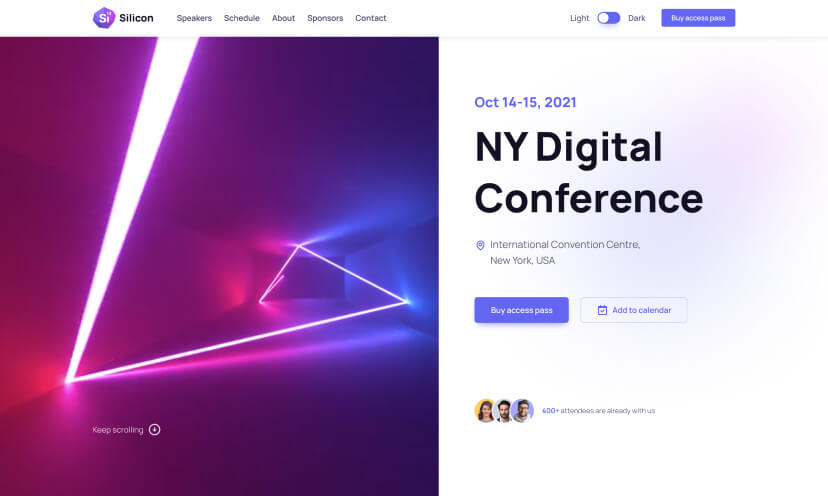 Si Silicon
Speakers Schedule About Sponsors Contact
Light Dark
Buy access pass
Oct 14-15, 2021
NY Digital
Conference
International Convention Centre,
New York, USA
Buy access pass
Add to calendar
400+ attendees are already with us
Keep scrolling